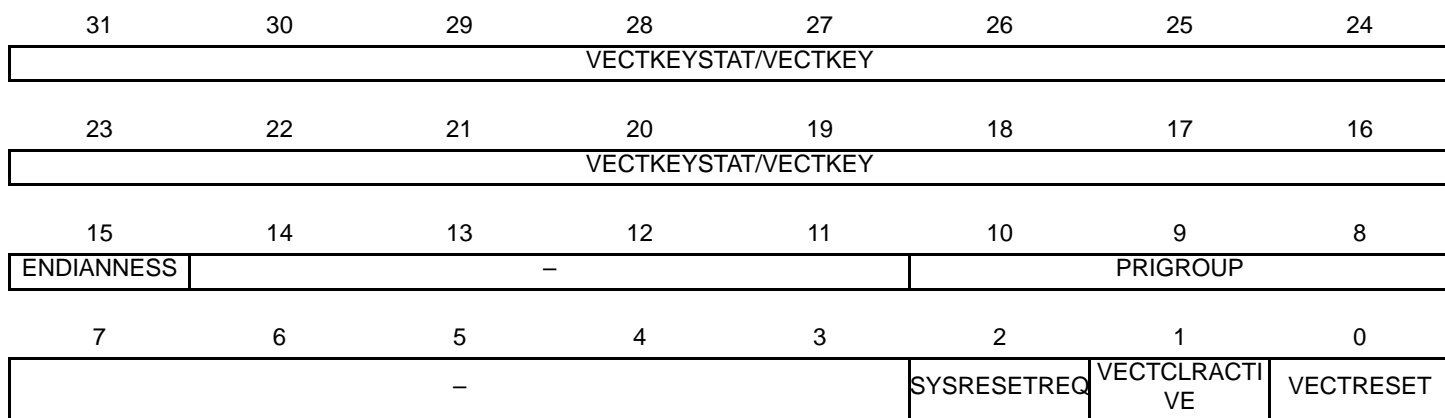 31 30 29 28 27 26 25 24
VECTKEYSTAT/VECTKEY
23 22 21 20 19 18 17 16
VECTKEYSTAT/VECTKEY
15 14 13 12 11 10 9 8
ENDIANNESS – PRIGROUP
7 6 5 4 3 2 1 0
– SYSRESETREQ VECTCLRACTI VECTRESET
VE